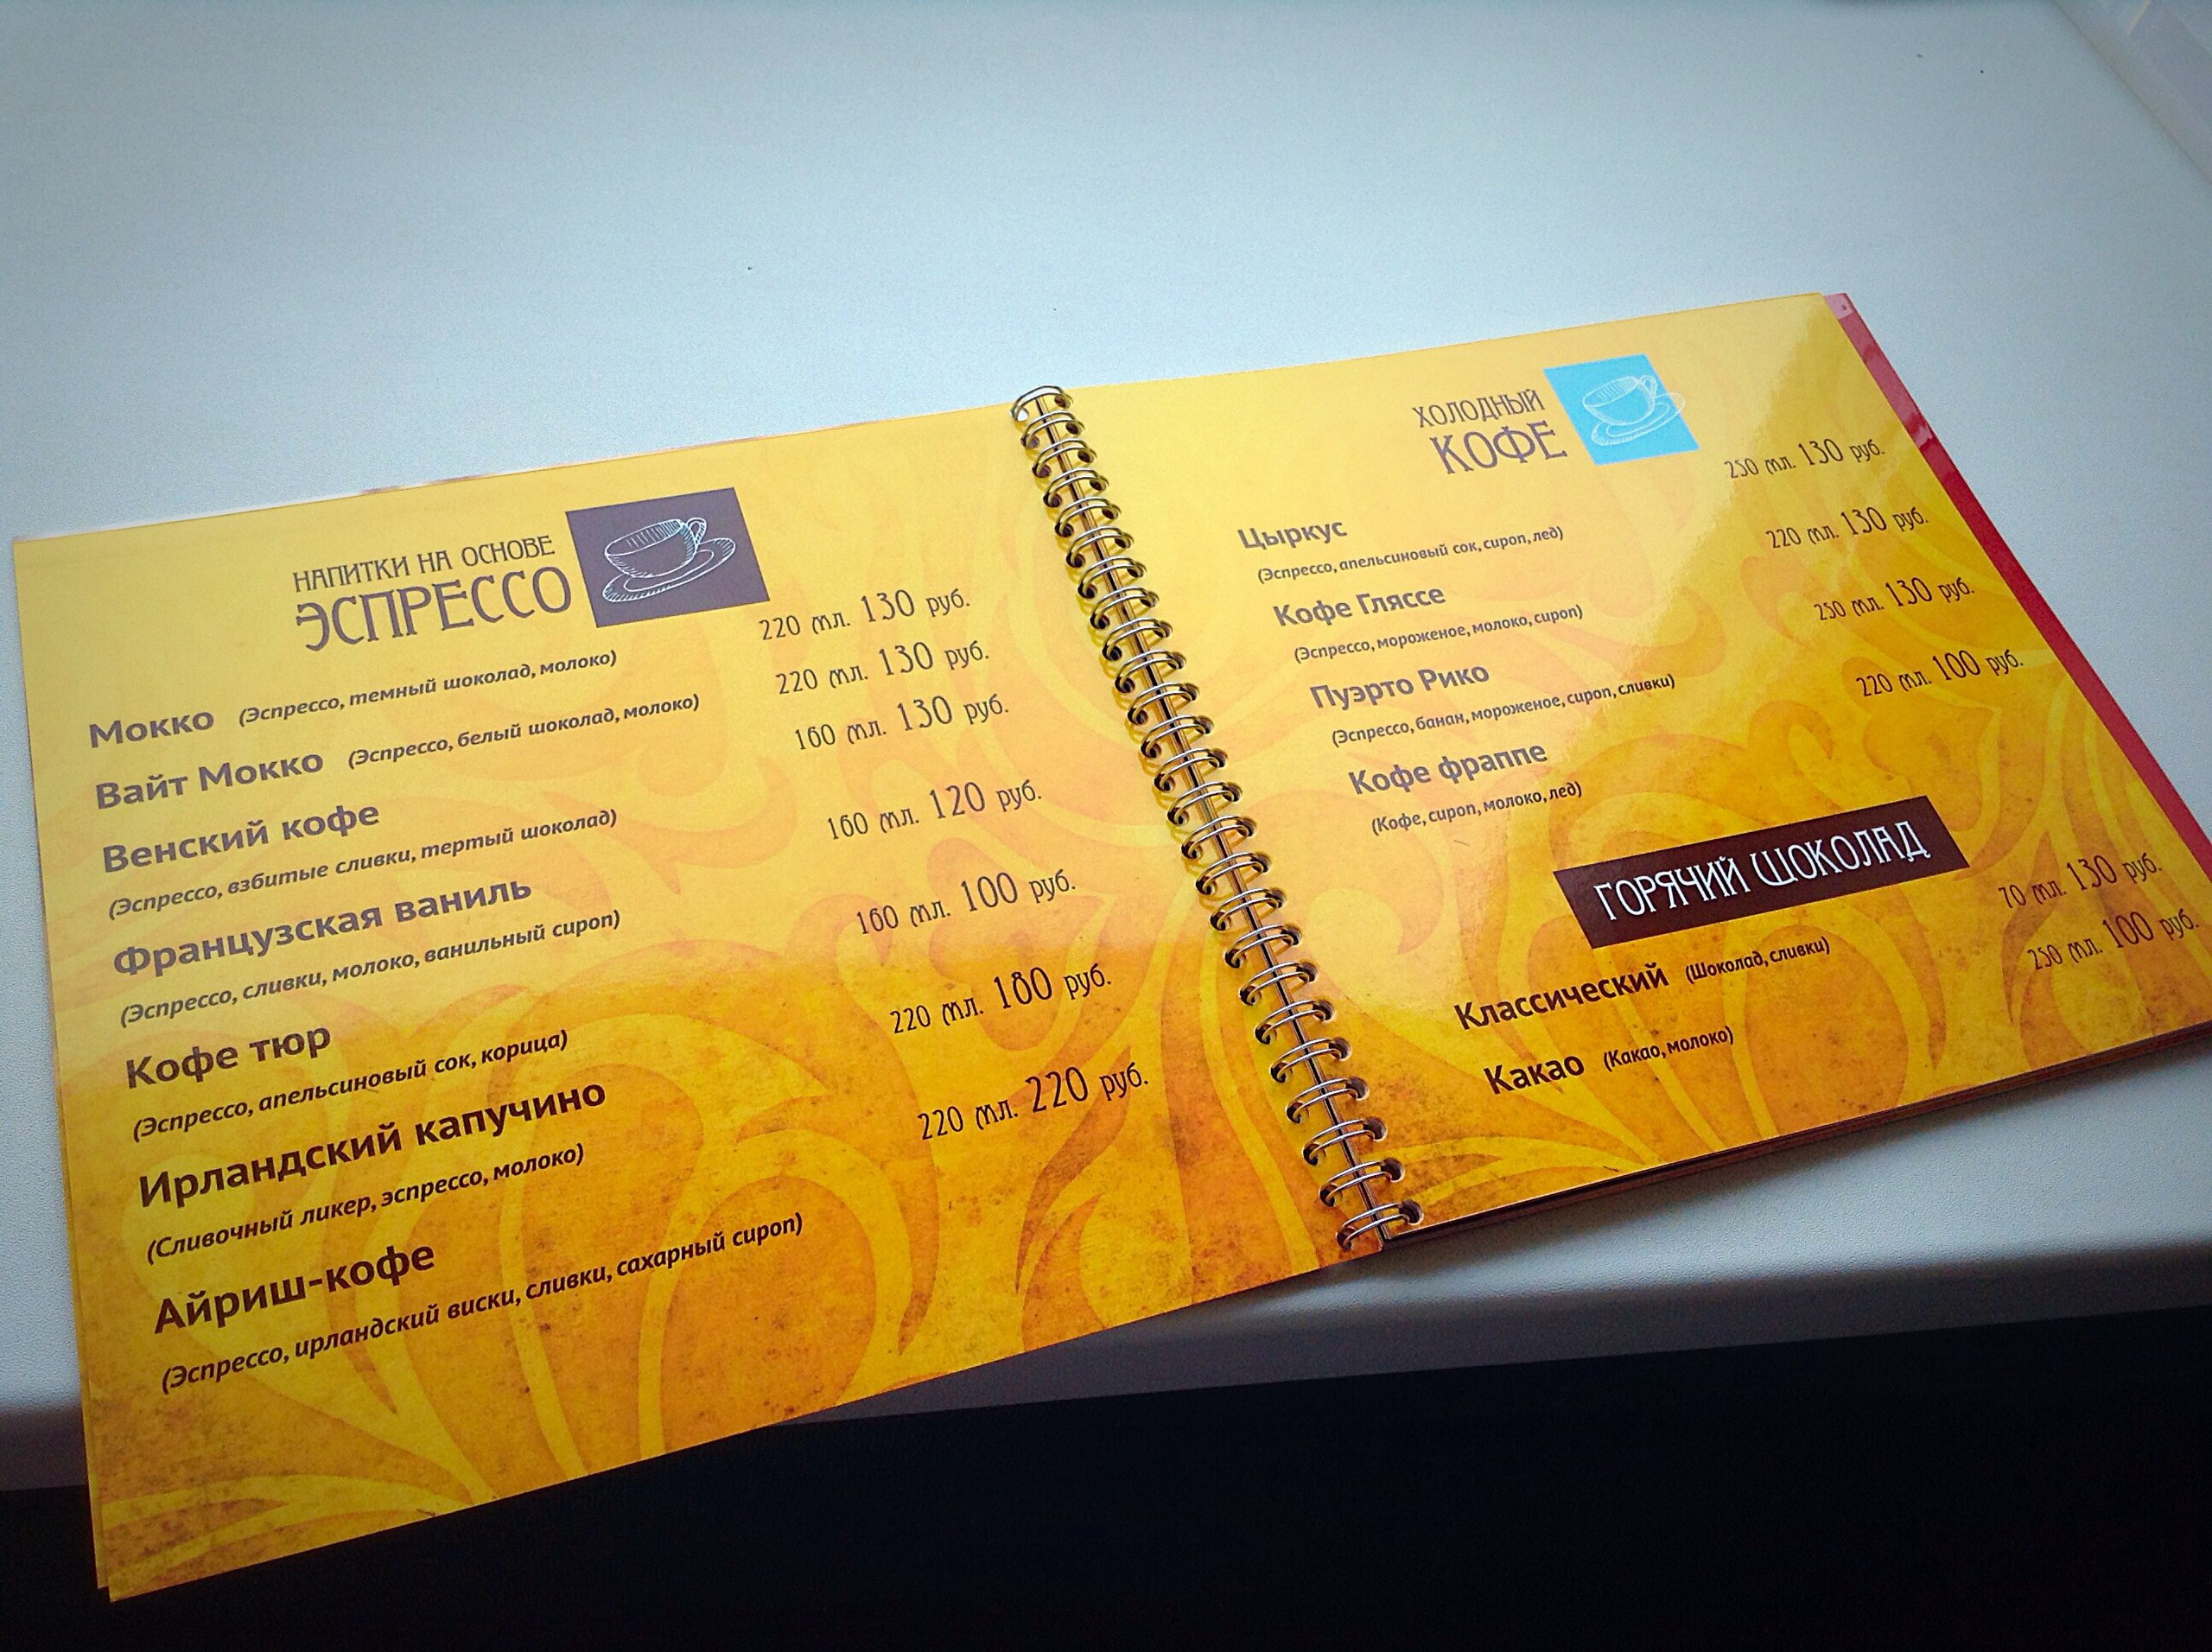 НАПИТКИ НА ОСНОВЕ
ЭСПРЕССО
Мокко (Эспрессо, темный шоколад, молоко) 220 мл. 130 руб.
Вайт Мокко (Эспрессо, белый шоколад, молоко) 220 мл. 130 руб.
Венский кофе 160 мл. 130 руб.
(Эспрессо, взбитые сливки, тертый шоколад)
Французская ваниль 160 мл. 120 руб.
(Эспрессо, сливки, молоко, ванильный сироп)
Кофе тюр 160 мл. 100 руб.
(Эспрессо, апельсиновый сок, корица)
Ирландский капучино 220 мл. 180 руб.
(Сливочный ликер, эспрессо, молоко)
Айриш-кофе 220 мл. 220 руб.
(Эспрессо, ирландский виски, сливки, сахарный сироп)
ХОЛОДНЫЙ
КОФЕ
Цыркус 250 мл. 130 руб.
(Эспрессо, апельсиновый сок, сироп, лед)
Кофе Гляссе 220 мл. 130 руб.
(Эспрессо, мороженое, молоко, сироп)
Пуэрто Рико 250 мл. 130 руб.
(Эспрессо, банан, мороженое, сироп, сливки)
Кофе фраппе 220 мл. 100 руб.
(Кофе, сироп, молоко, лед)
ГОРЯЧИЙ ШОКОЛАД
Классический (Шоколад, сливки) 70 мл. 130 руб.
Какао (Какао, молоко) 250 мл. 100 руб.